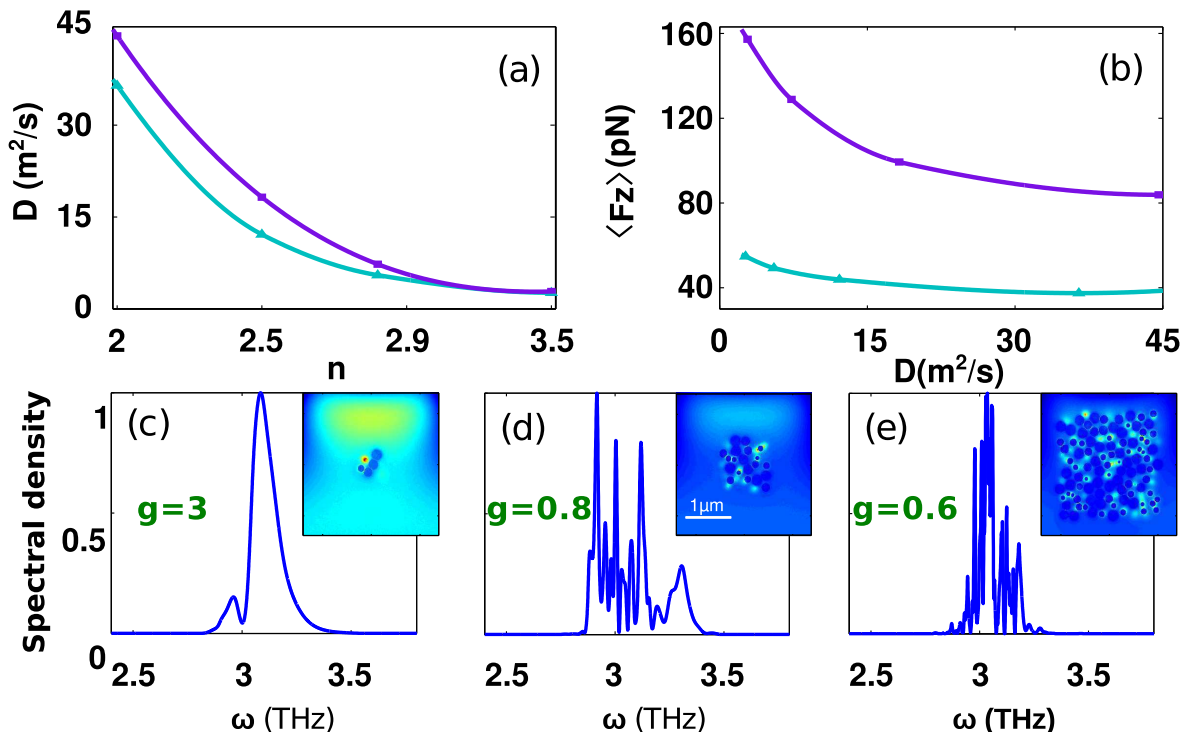 45
30
15
0
D (m²/s)
(a)
2
2.5
2.9
3.5
n
160
120
80
40
⟨Fz⟩(pN)
(b)
0
15
30
45
D(m²/s)
Spectral density
1
0.5
0
(c)
g=3
2.5
3
3.5
ω (THz)
(d)
g=0.8
1μm
2.5
3
3.5
ω (THz)
(e)
g=0.6
2.5
3
3.5
ω (THz)